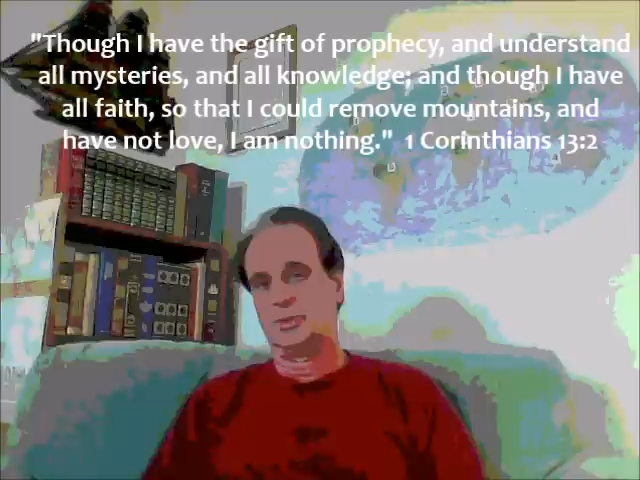 "Though I have the gift of prophecy, and understand
all mysteries, and all knowledge; and though I have
all faith, so that I could remove mountains, and
have not love, I am nothing."  1 Corinthians 13:2